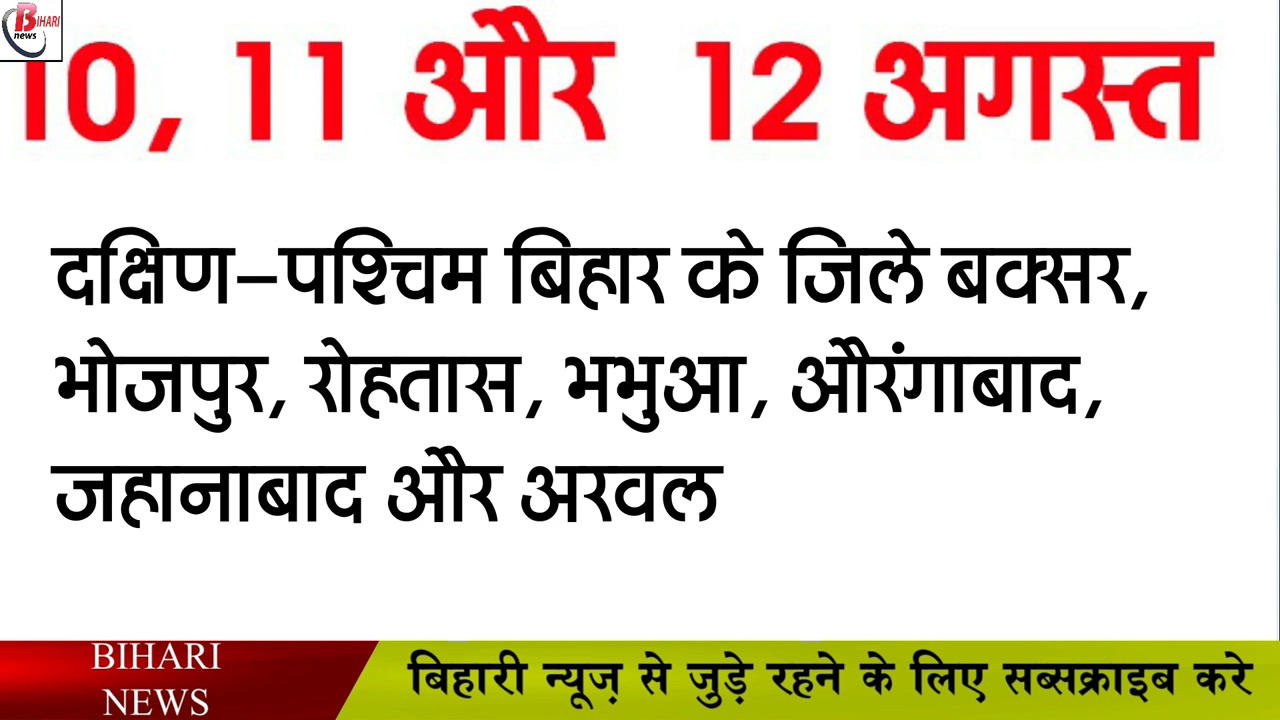 BIHARI
news
10, 11 और 12 अगस्त
दक्षिण-पश्चिम बिहार के जिले बक्सर,
भोजपुर, रोहतास, भभुआ, औरंगाबाद,
जहानाबाद और अरवल
BIHARI
NEWS
बिहारी न्यूज़ से जुड़े रहने के लिए सब्सक्राइब करे